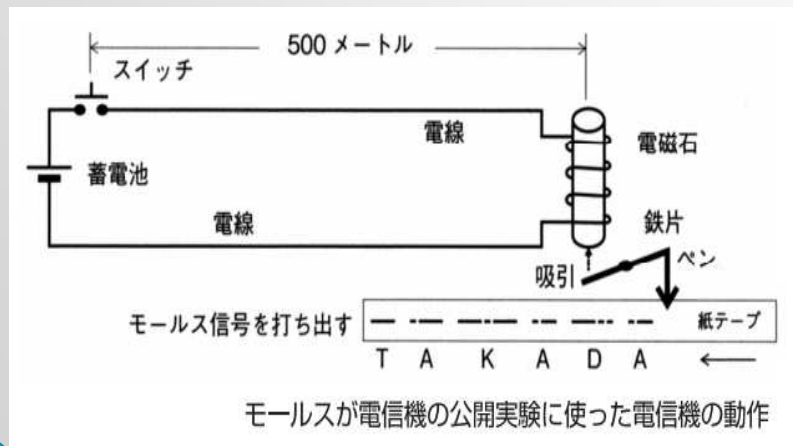 500 メートル
スイッチ
電線
電磁石
蓄電池
電線
鉄片
ペン
吸引
モールス信号を打ち出す
紙テープ
T A K A D A
モールスが電信機の公開実験に使った電信機の動作